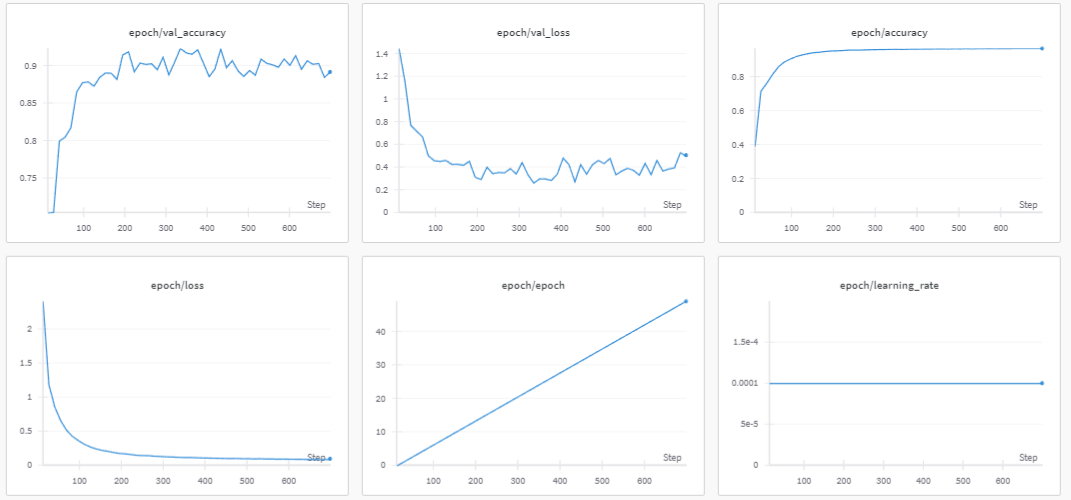 epoch/val_accuracy
0.9
0.85
0.8
0.75
Step
100 200 300 400 500 600
epoch/val_loss
1.4
1.2
1
0.8
0.6
0.4
0.2
0
Step
100 200 300 400 500 600
epoch/accuracy
0.8
0.6
0.4
0.2
0
Step
100 200 300 400 500 600
epoch/loss
2
1.5
1
0.5
0
Step
100 200 300 400 500 600
epoch/epoch
40
30
20
10
0
Step
100 200 300 400 500 600
epoch/learning_rate
1.5e-4
0.0001
5e-5
0
Step
100 200 300 400 500 600